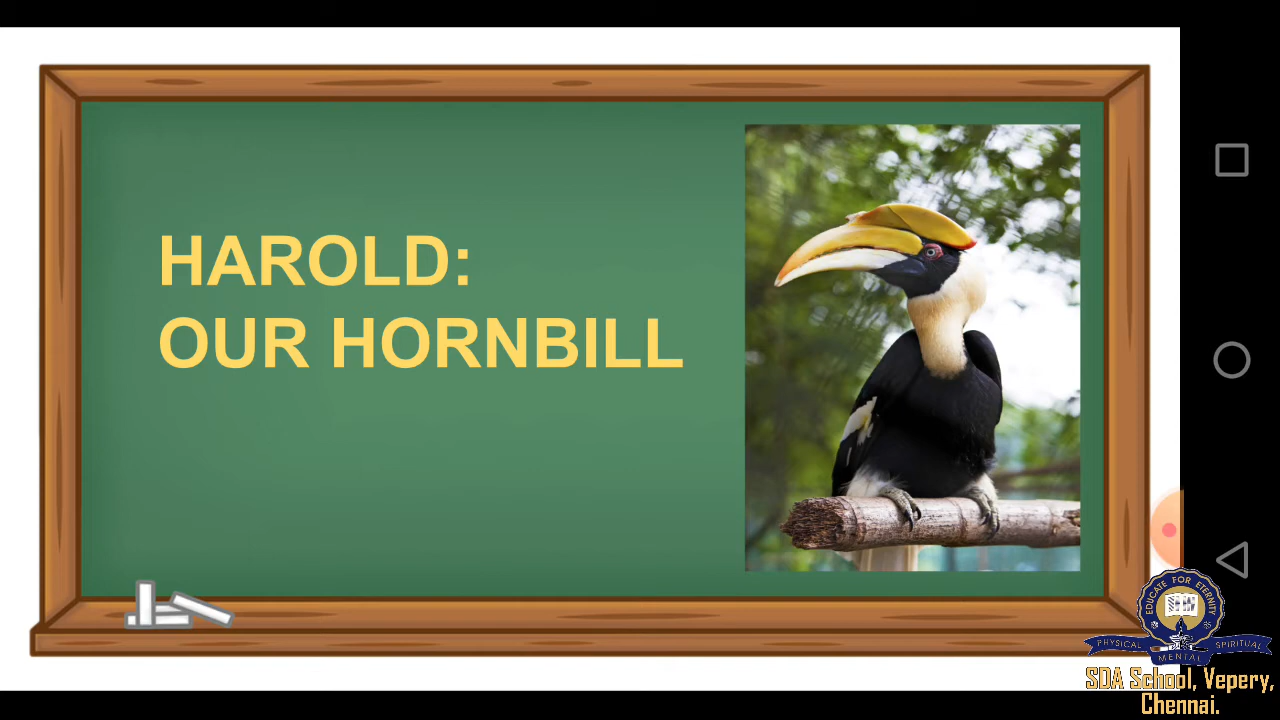 HAROLD:
OUR HORNBILL
EDUCATE FOR ETERNITY
PHYSICAL
MENTAL
SPIRITUAL
SDA School, Vepery,
Chennai.